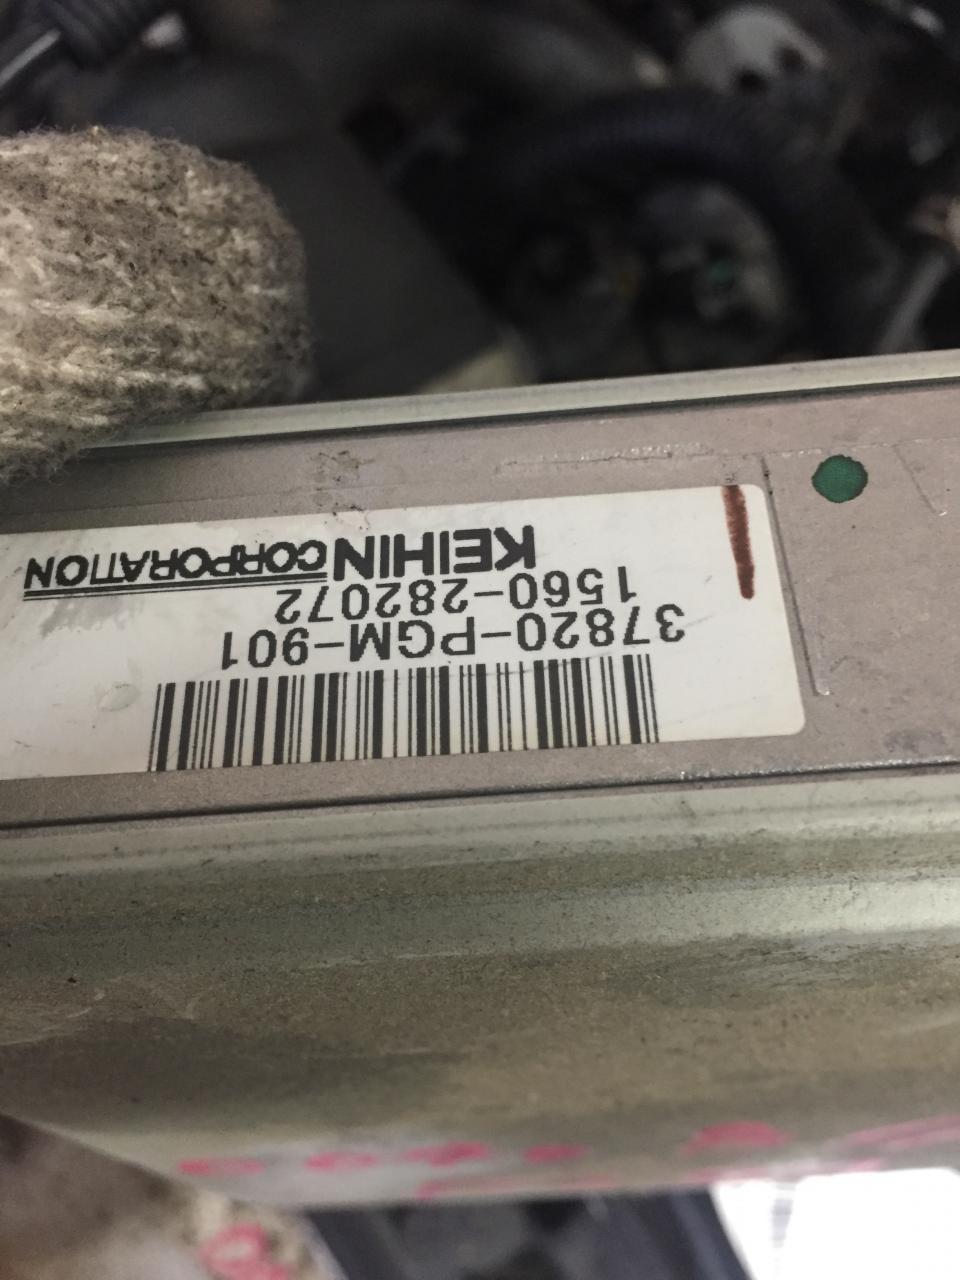 37820-PGM-901
1560-282072
KEIHIN CORPORATION